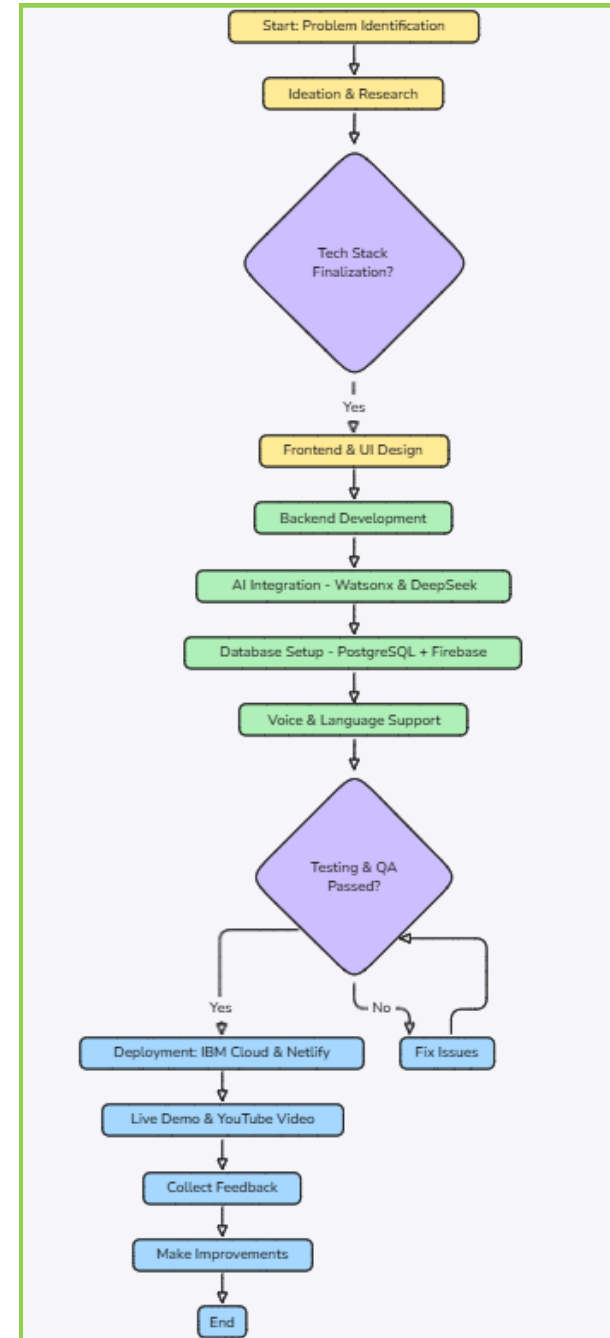 Start: Problem Identification
Ideation & Research
Tech Stack
Finalization?
Yes
Frontend & UI Design
Backend Development
AI Integration - Watsonx & DeepSeek
Database Setup - PostgreSQL + Firebase
Voice & Language Support
Testing & QA
Passed?
Yes
No
Deployment: IBM Cloud & Netlify
Fix Issues
Live Demo & YouTube Video
Collect Feedback
Make Improvements
End